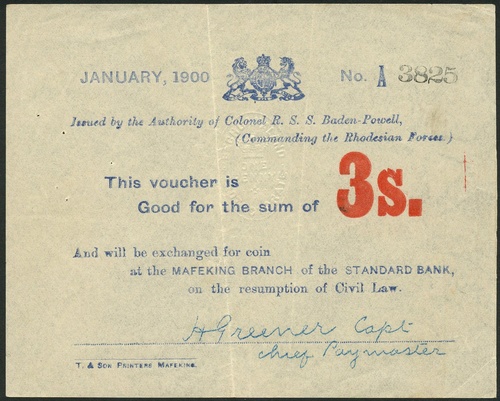 JANUARY, 1900
No. A 3825
Issued by the Authority of Colonel R. S. S. Baden-Powell,
(Commanding the Rhodesian Forces.)
This voucher is
Good for the sum of 3s.
And will be exchanged for coin
at the MAFEKING BRANCH of the STANDARD BANK,
on the resumption of Civil Law.
H Greener Capt
Chief Paymaster
T. & Son Printers Mafeking.